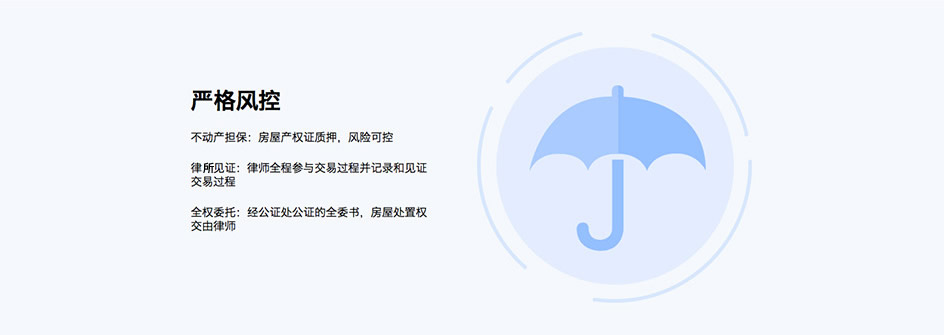 严格风控
不动产担保：房屋产权证质押，风险可控
律所见证：律师全程参与交易过程并记录和见证
交易过程
全权委托：经公证处公证的全委书，房屋处置权
交由律师